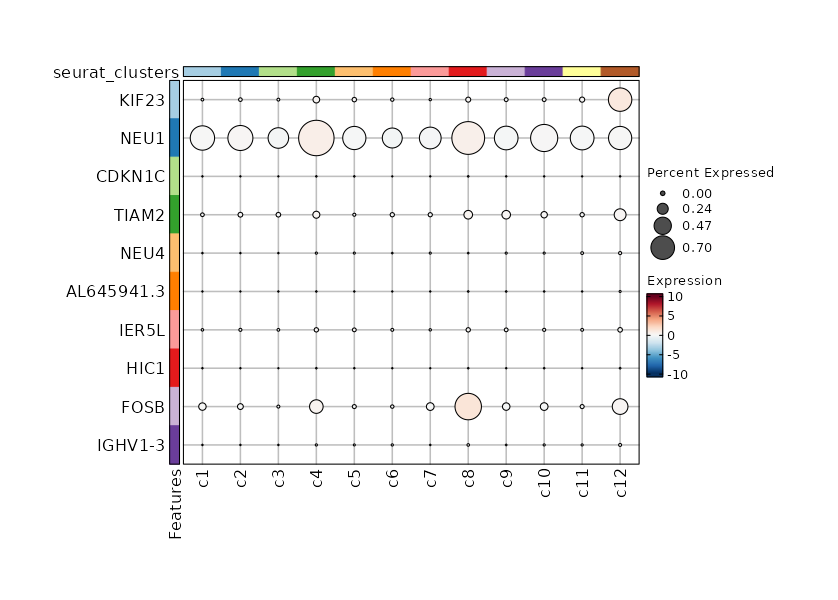 seurat_clusters
KIF23
NEU1
CDKN1C
TIAM2
NEU4
AL645941.3
IER5L
HIC1
FOSB
IGHV1-3
Features
c1
c2
c3
c4
c5
c6
c7
c8
c9
c10
c11
c12
Percent Expressed
0.00
0.24
0.47
0.70
Expression
10
5
0
-5
-10